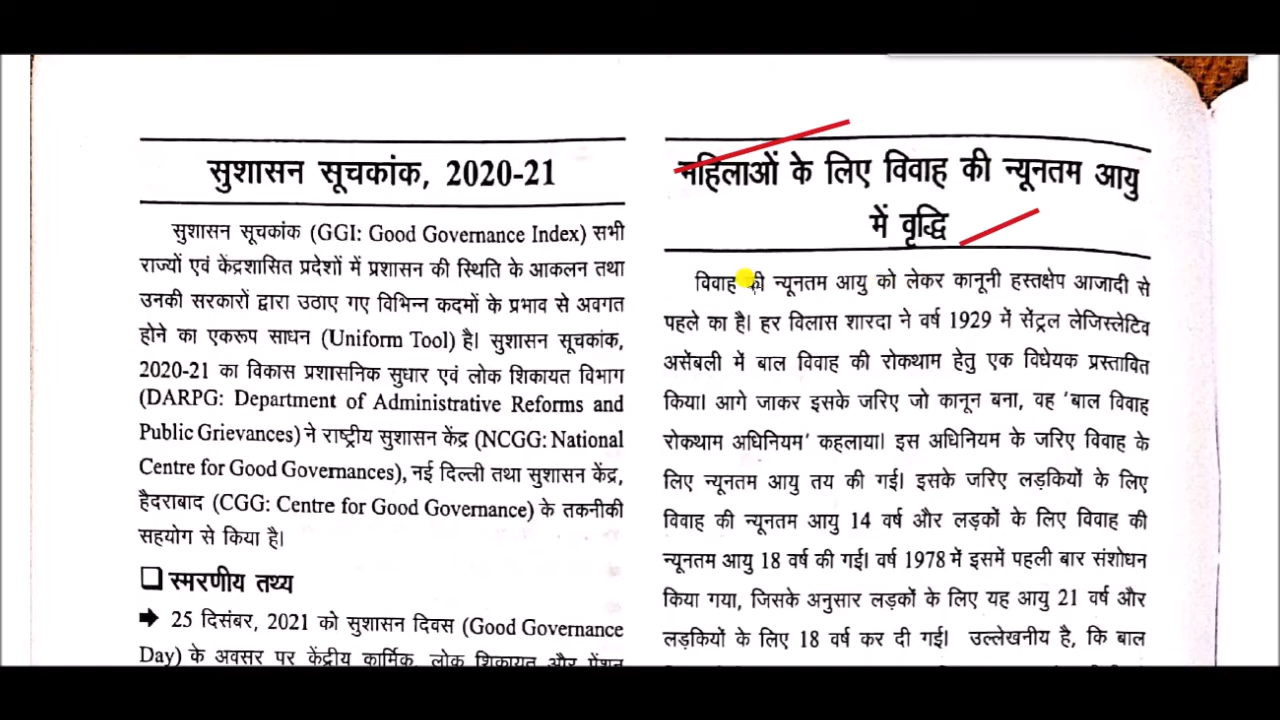 सुशासन सूचकांक, 2020-21
सुशासन सूचकांक (GGI: Good Governance Index) सभी
राज्यों एवं केंद्रशासित प्रदेशों में प्रशासन की स्थिति के आकलन तथा
उनकी सरकारों द्वारा उठाए गए विभिन्न कदमों के प्रभाव से अवगत
होने का एकरूप साधन (Uniform Tool) है। सुशासन सूचकांक,
2020-21 का विकास प्रशासनिक सुधार एवं लोक शिकायत विभाग
(DARPG: Department of Administrative Reforms and
Public Grievances) ने राष्ट्रीय सुशासन केंद्र (NCGG: National
Centre for Good Governances), नई दिल्ली तथा सुशासन केंद्र,
हैदराबाद (CGG: Centre for Good Governance) के तकनीकी
सहयोग से किया है।
❑ स्मरणीय तथ्य
➡ 25 दिसंबर, 2021 को सुशासन दिवस (Good Governance
Day) के अवसर पर केंद्रीय कार्मिक, लोक शिकायत और पेंशन
महिलाओं के लिए विवाह की न्यूनतम आयु
में वृद्धि
विवाह की न्यूनतम आयु को लेकर कानूनी हस्तक्षेप आजादी से
पहले का है। हर विलास शारदा ने वर्ष 1929 में सेंट्रल लेजिस्लेटिव
असेंबली में बाल विवाह की रोकथाम हेतु एक विधेयक प्रस्तावित
किया। आगे जाकर इसके जरिए जो कानून बना, वह 'बाल विवाह
रोकथाम अधिनियम' कहलाया। इस अधिनियम के जरिए विवाह के
लिए न्यूनतम आयु तय की गई। इसके जरिए लड़कियों के लिए
विवाह की न्यूनतम आयु 14 वर्ष और लड़कों के लिए विवाह की
न्यूनतम आयु 18 वर्ष की गई। वर्ष 1978 में इसमें पहली बार संशोधन
किया गया, जिसके अनुसार लड़कों के लिए यह आयु 21 वर्ष और
लड़कियों के लिए 18 वर्ष कर दी गई। उल्लेखनीय है, कि बाल